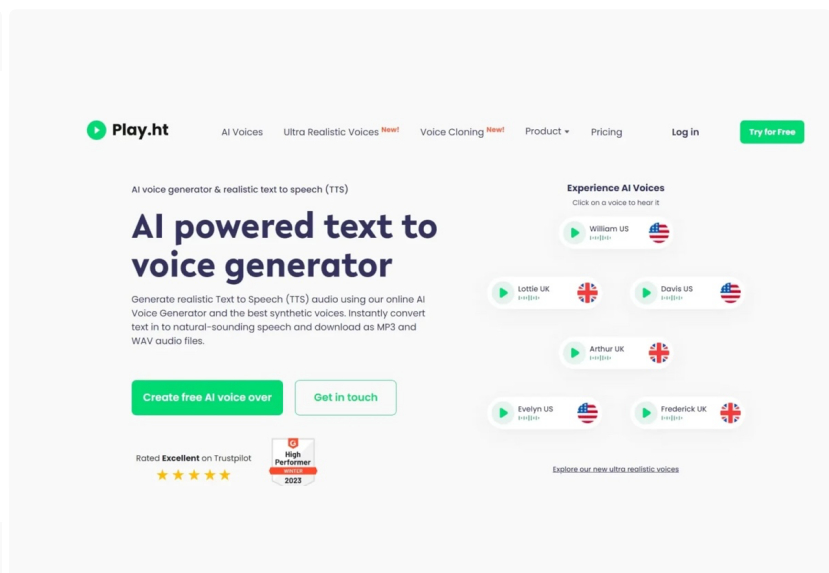 Play.ht
AI Voices
Ultra Realistic Voices New!
Voice Cloning New!
Product
Pricing
Log in
Try for Free
AI voice generator & realistic text to speech (TTS)
AI powered text to
voice generator
Generate realistic Text to Speech (TTS) audio using our online AI
Voice Generator and the best synthetic voices. Instantly convert
text in to natural-sounding speech and download as MP3 and
WAV audio files.
Create free AI voice over
Get in touch
Rated Excellent on Trustpilot
G
High
Performer
WINTER
2023
Experience AI Voices
Click on a voice to hear it
William US
Lottie UK
Davis US
Arthur UK
Evelyn US
Frederick UK
Explore our new ultra realistic voices